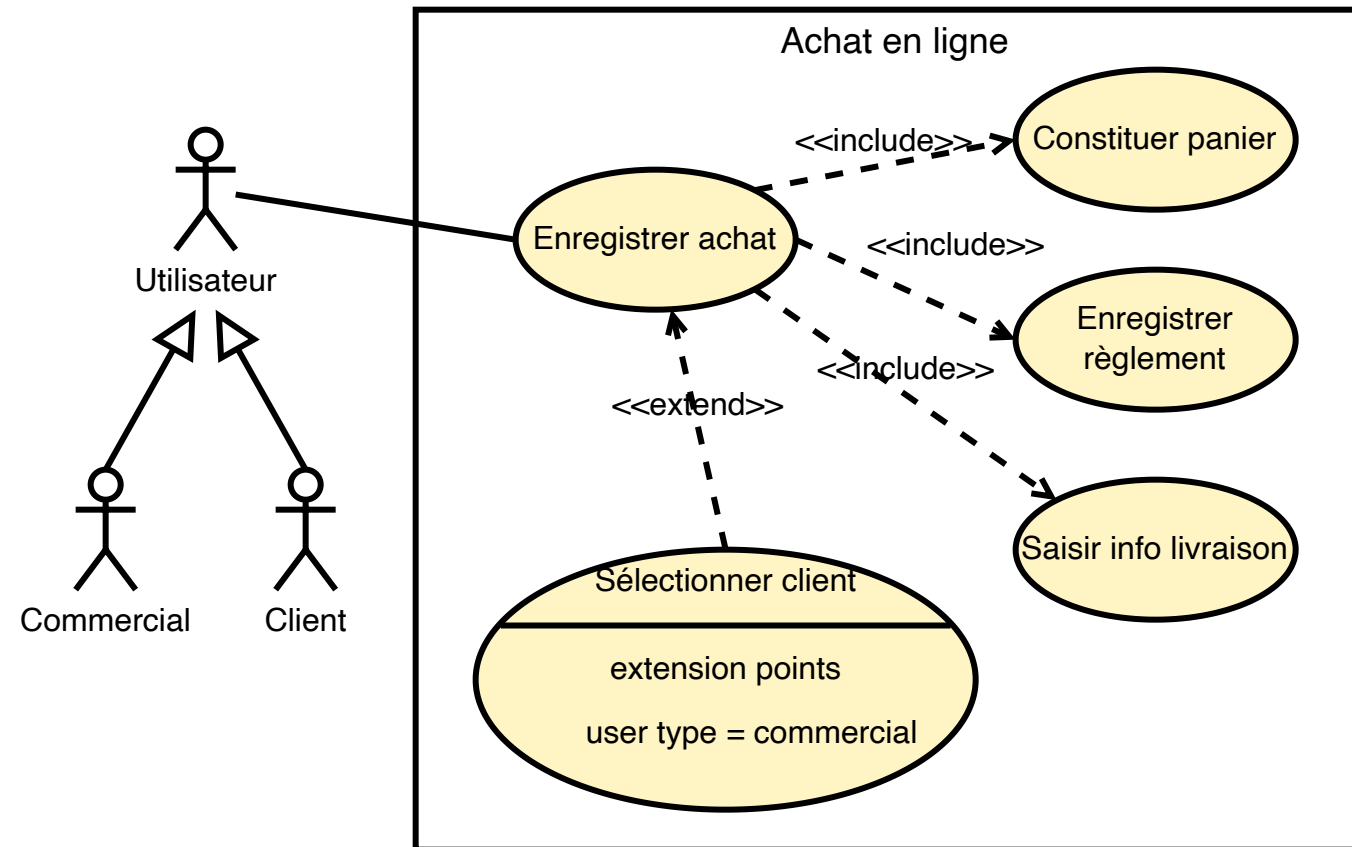 Achat en ligne
<<include>>
Constituer panier
Enregistrer achat
<<include>>
Utilisateur
Enregistrer
règlement
<<include>>
<<extend>>
Saisir info livraison
Sélectionner client
Commercial
Client
extension points
user type = commercial